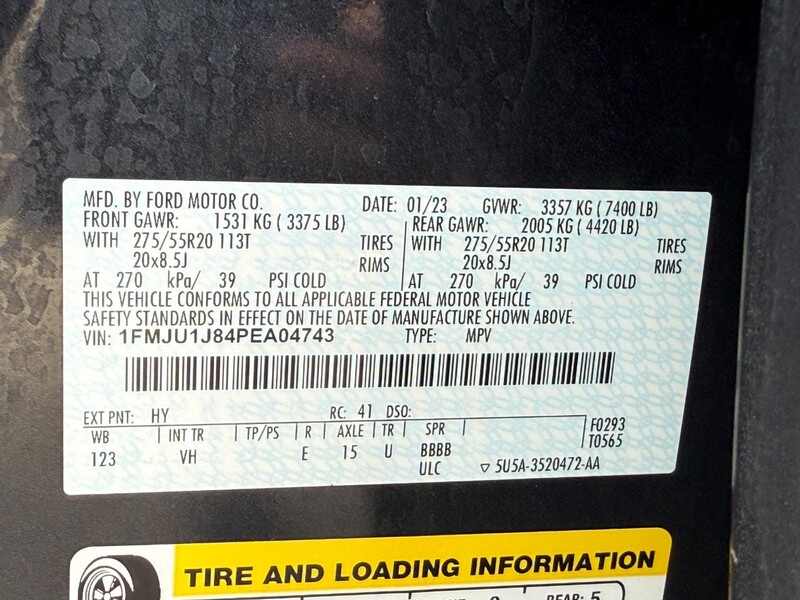 MFD. BY FORD MOTOR CO. DATE: 01/23 GVWR: 3357 KG ( 7400 LB)
FRONT GAWR: 1531 KG ( 3375 LB) REAR GAWR: 2005 KG ( 4420 LB)
WITH 275/55R20 113T TIRES WITH 275/55R20 113T TIRES
20x8.5J RIMS 20x8.5J RIMS
AT 270 kPa/ 39 PSI COLD AT 270 kPa/ 39 PSI COLD
THIS VEHICLE CONFORMS TO ALL APPLICABLE FEDERAL MOTOR VEHICLE
SAFETY STANDARDS IN EFFECT ON THE DATE OF MANUFACTURE SHOWN ABOVE.
VIN: 1FMJU1J84PEA04743 TYPE: MPV
EXT PNT: HY RC: 41 DSO: F0293
WB INT TR TP/PS R AXLE TR SPR T0565
123 VH E 15 U BBBB
ULC ▽ 5U5A-3520472-AA
TIRE AND LOADING INFORMATION
REAR: 5